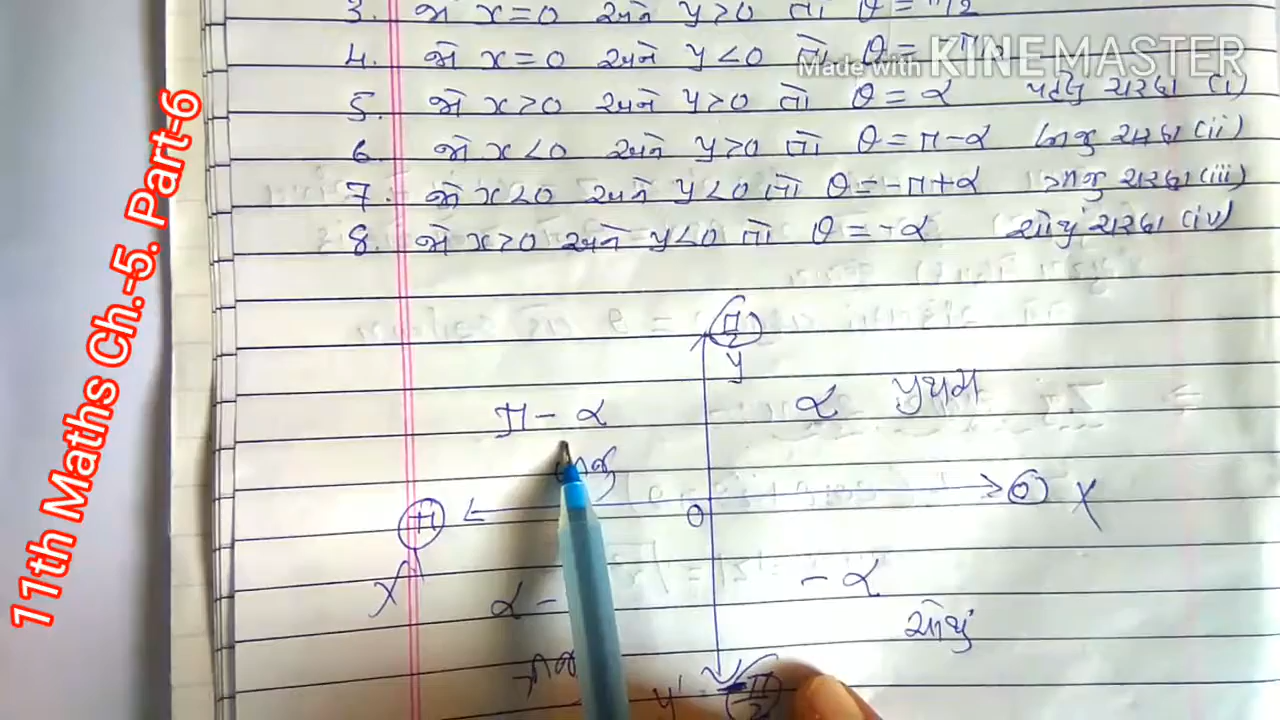 3. જો x=0 અને y>0 તો θ = π/2
4. જો x=0 અને y<0 તો θ = -π/2
Made with KINEMASTER
5. જો x>0 અને y>0 તો θ = α પહેલું ચરણ (i)
6. જો x<0 અને y>0 તો θ = π-α બીજુ ચરણ (ii)
7. જો x<0 અને y<0 તો θ = -π+α ત્રીજુ ચરણ (iii)
8. જો x>0 અને y<0 તો θ = -α ચોથું ચરણ (iv)
π/2
y
π - α α પ્રથમ
બીજુ
π O 0 X
X'
α - - α
ચોથું
y' -π/2
11th Maths Ch.-5. Part-6